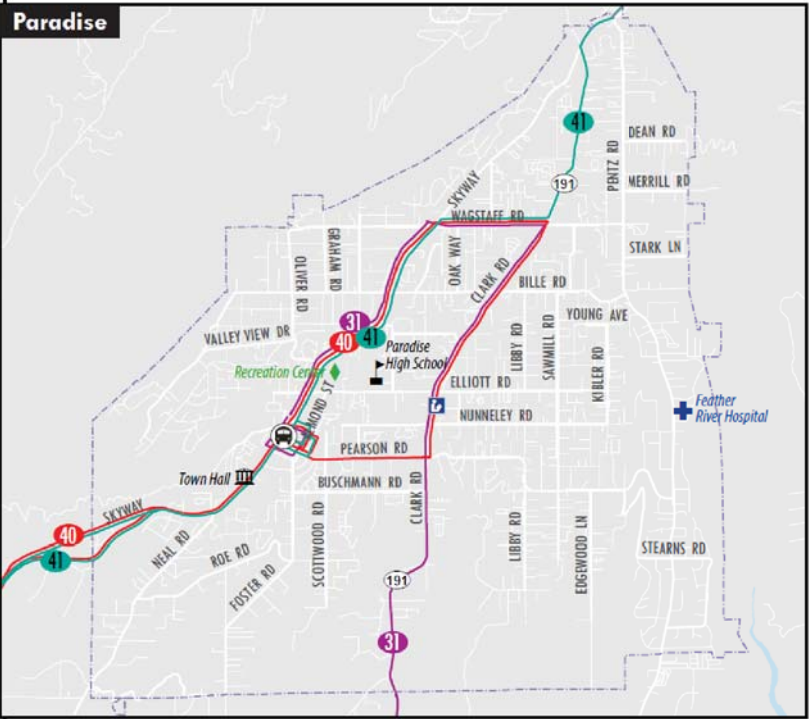 Paradise
41
DEAN RD
PENTZ RD
191
MERRILL RD
SKYWAY
WAGSTAFF RD
STARK LN
GRAHAM RD
OAK WAY
OLIVER RD
CLARK RD
BILLE RD
31
YOUNG AVE
VALLEY VIEW DR
40
41
LIBBY RD
SAWMILL RD
Paradise
High School
Recreation Center
KIBLER RD
ELLIOTT RD
MOND ST
NUNNELEY RD
Feather
River Hospital
PEARSON RD
Town Hall
BUSCHMANN RD
CLARK RD
SKYWAY
40
41
NEAL RD
ROE RD
FOSTER RD
SCOTTWOOD RD
LIBBY RD
EDGEWOOD LN
STEARNS RD
191
31